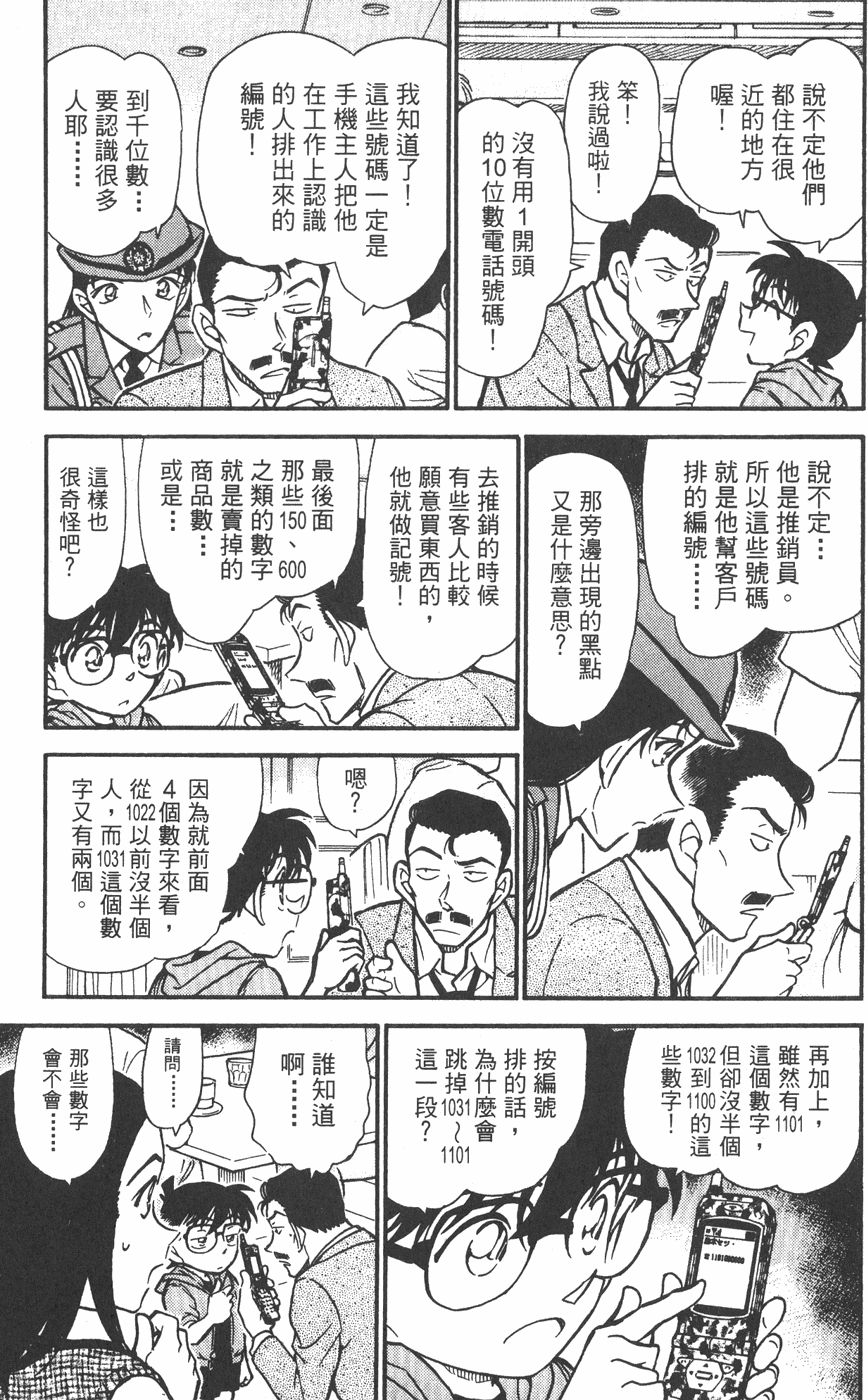 說不定他們
都住在很
近的地方
喔！
笨！
我說過啦！
沒有用1開頭
的10位數電話號碼！
我知道了！
這些號碼一定是
手機主人把他
在工作上認識
的人排出來的
編號！
到千位數…
要認識很多
人耶……
說不定…
他是推銷員。
所以這些號碼
就是他幫客戶
排的編號……
那旁邊出現的黑點
又是什麼意思？
去推銷的時候
有些客人比較
願意買東西的，
他就做記號！
最後面
那些150、600
之類的數字
就是賣掉的
商品數…
或是…
這樣也
很奇怪吧？
嗯？
因為就前面
4個數字來看，
從1022以前沒半個
人，而1031這個數
字又有兩個。
再加上，
雖然有1101
這個數字，
但卻沒半個
1032到1100的這
些數字！
按編號
排的話，
為什麼會
跳掉1031～1101
這一段？
誰知道
啊……
請問……
那些數字
會不會……